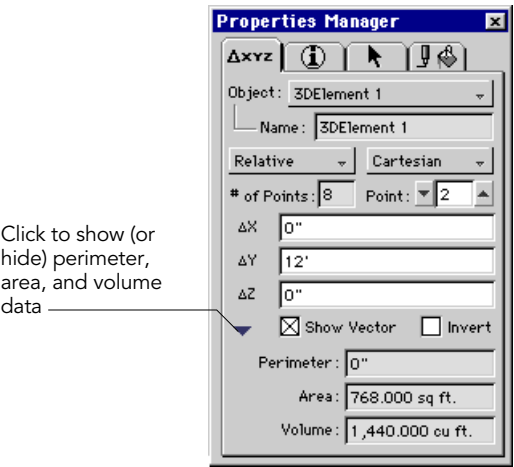 Properties Manager
Δxyz
Object: 3DElement 1
Name: 3DElement 1
Relative Cartesian
# of Points: 8 Point: 2
ΔX 0"
ΔY 12'
ΔZ 0"
Click to show (or
hide) perimeter,
area, and volume
data
Show Vector Invert
Perimeter: 0"
Area: 768.000 sq ft.
Volume: 1,440.000 cu ft.